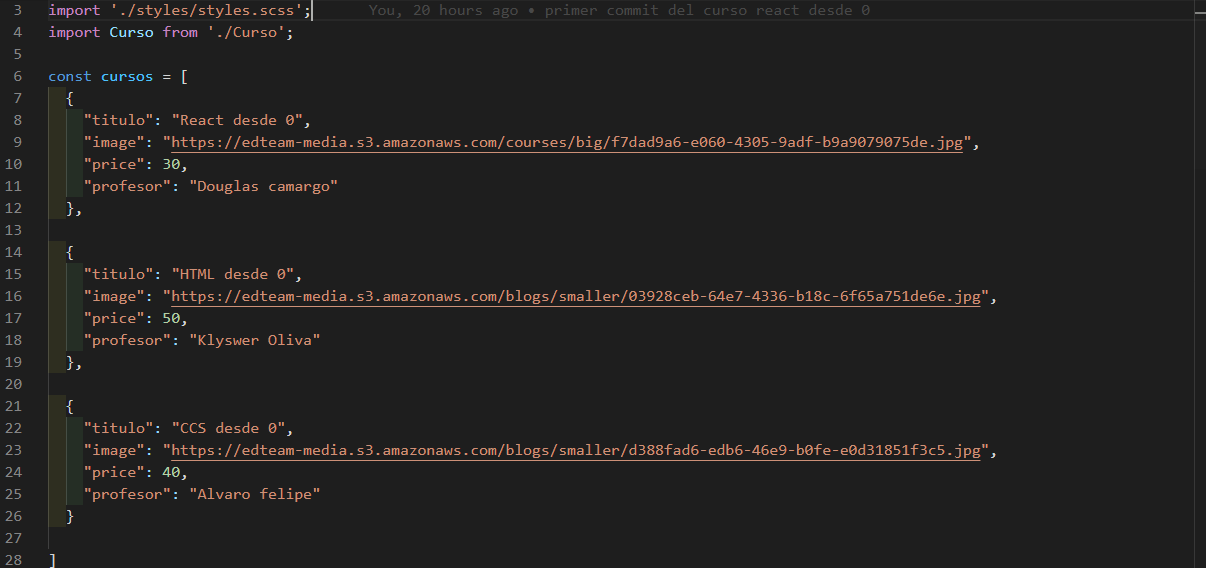 3 import './styles/styles.scss'; You, 20 hours ago • primer commit del curso react desde 0
4 import Curso from './Curso';
5
6 const cursos = [
7 {
8 "titulo": "React desde 0",
9 "image": "https://edteam-media.s3.amazonaws.com/courses/big/f7dad9a6-e060-4305-9adf-b9a9079075de.jpg",
10 "price": 30,
11 "profesor": "Douglas camargo"
12 },
13
14 {
15 "titulo": "HTML desde 0",
16 "image": "https://edteam-media.s3.amazonaws.com/blogs/smaller/03928ceb-64e7-4336-b18c-6f65a751de6e.jpg",
17 "price": 50,
18 "profesor": "Klyswer Oliva"
19 },
20
21 {
22 "titulo": "CCS desde 0",
23 "image": "https://edteam-media.s3.amazonaws.com/blogs/smaller/d388fad6-edb6-46e9-b0fe-e0d31851f3c5.jpg",
24 "price": 40,
25 "profesor": "Alvaro felipe"
26 }
27
28 ]